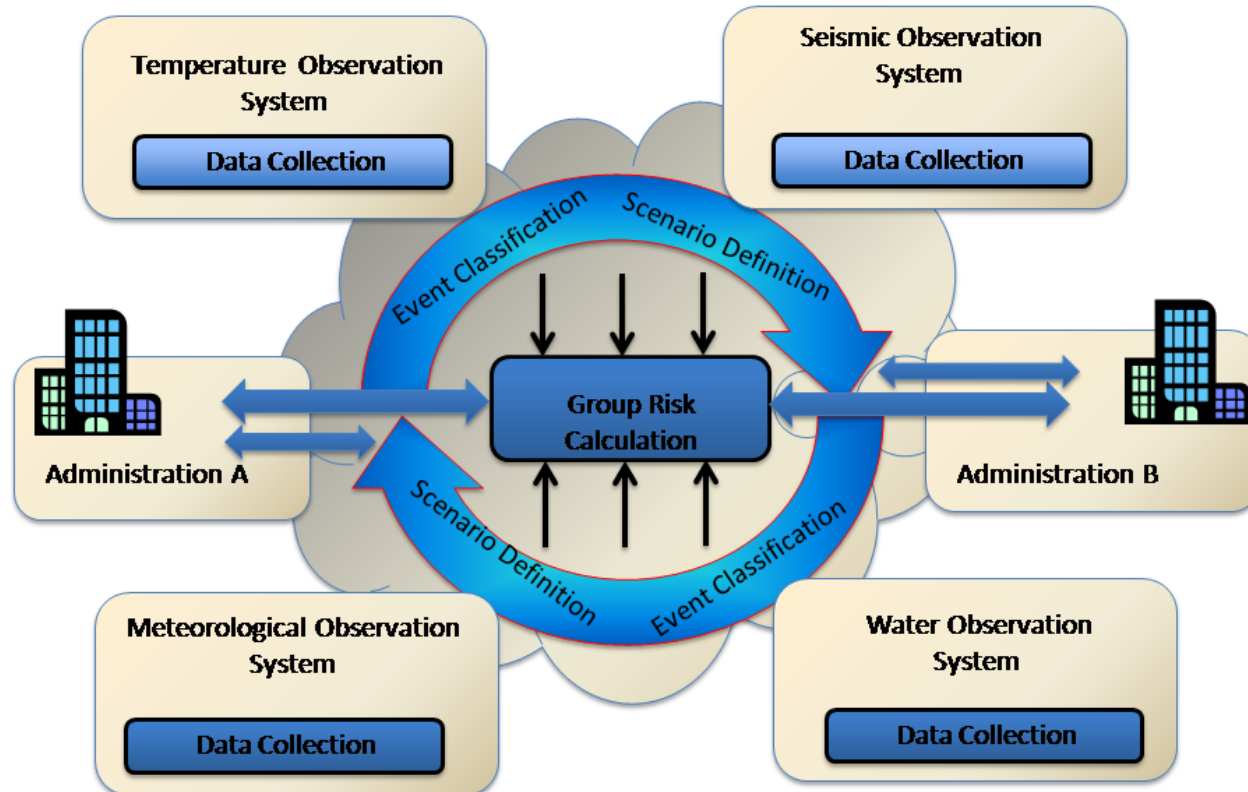 Temperature Observation
System
Data Collection
Seismic Observation
System
Data Collection
Event Classification
Scenario Definition
Group Risk
Calculation
Administration A
Administration B
Scenario Definition
Event Classification
Meteorological Observation
System
Data Collection
Water Observation
System
Data Collection